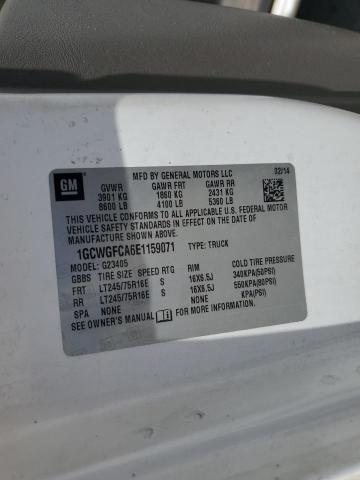 GM
MFD BY GENERAL MOTORS LLC 02/14
GVWR GAWR FRT GAWR RR
3901 KG 1860 KG 2431 KG
8600 LB 4100 LB 5360 LB
THIS VEHICLE CONFORMS TO ALL APPLICABLE U.S. FEDERAL MOTOR
VEHICLE SAFETY STANDARDS IN EFFECT ON THE DATE OF
MANUFACTURE SHOWN ABOVE.
1GCWGFCA6E1159071 TYPE: TRUCK
MODEL: G23405
GBBS TIRE SIZE SPEED RTG RIM COLD TIRE PRESSURE
FRT LT245/75R16E S 16X6.5J 340KPA(50PSI)
RR LT245/75R16E S 16X6.5J 550KPA(80PSI)
SPA NONE NONE KPA(PSI)
SEE OWNER'S MANUAL FOR MORE INFORMATION.